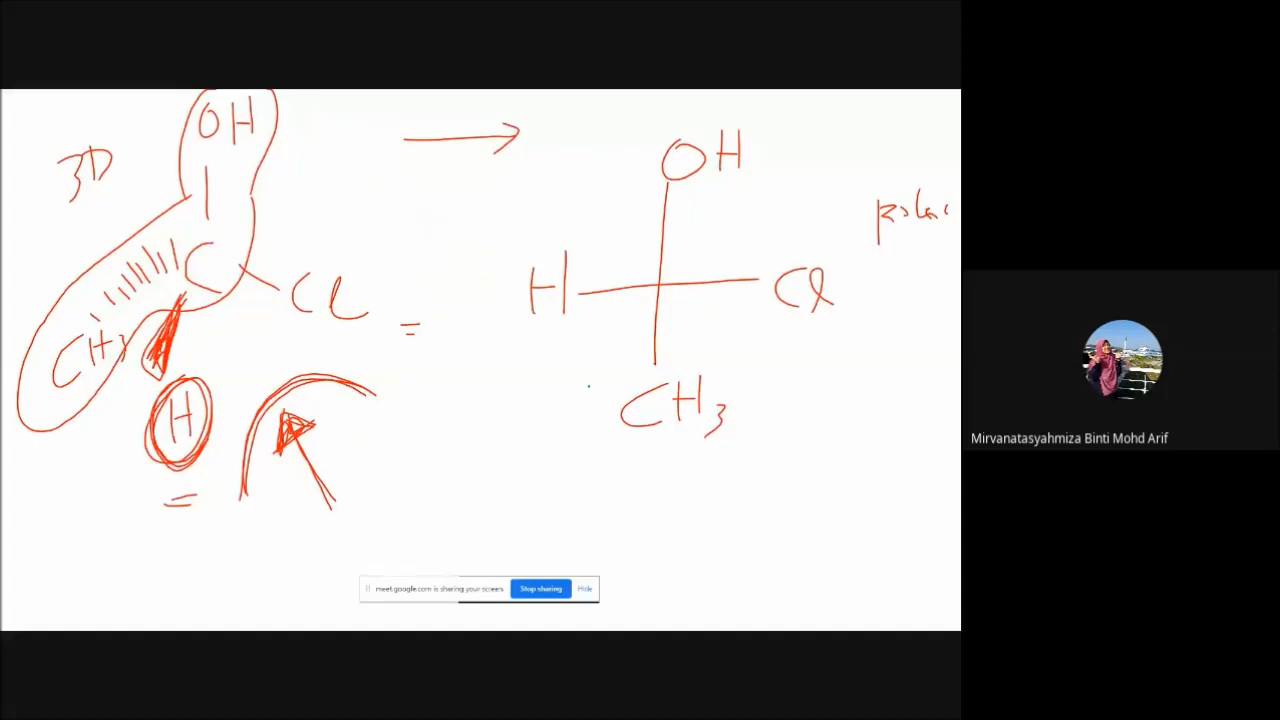 3D
OH
C
CH3
Cl
H
=
=
OH
H
Cl
CH3
meet.google.com is sharing your screen
Stop sharing
Hide
Mirvanatasyahmiza Binti Mohd Arif